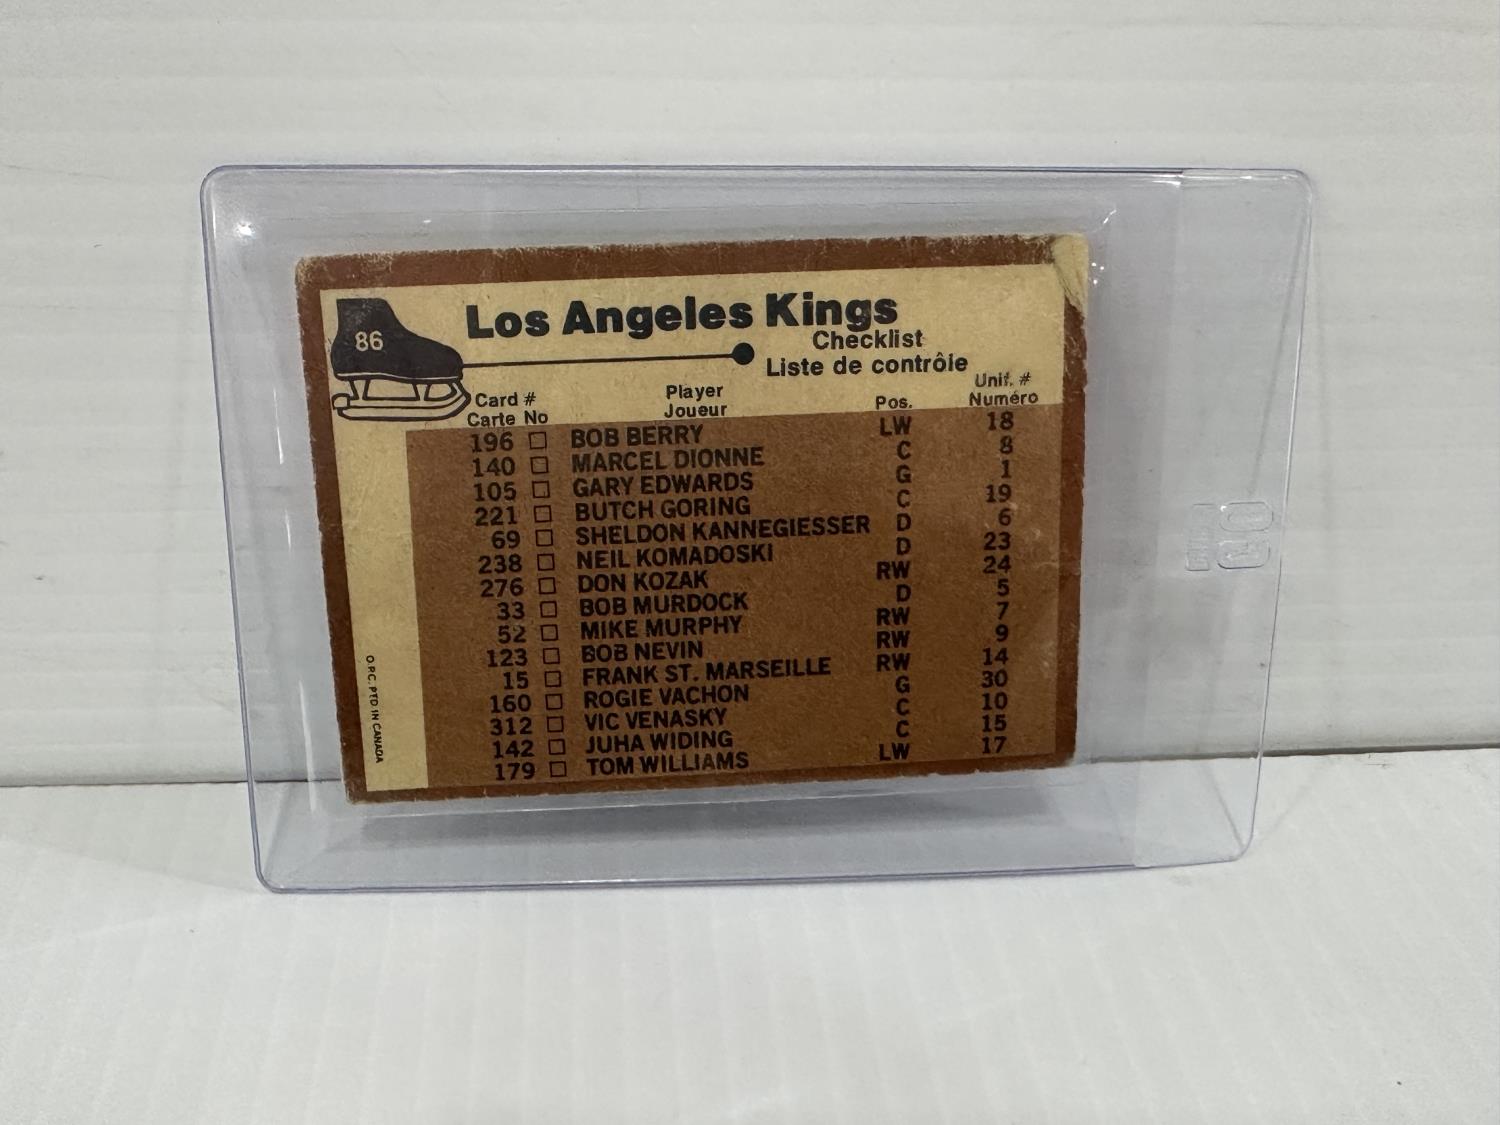 86
Los Angeles Kings
Checklist
Liste de contrôle
Card # Player Pos. Unif. #
Carte No Joueur Numéro
196 BOB BERRY LW 18
140 MARCEL DIONNE C 8
105 GARY EDWARDS G 1
221 BUTCH GORING C 19
69 SHELDON KANNEGIESSER D 6
238 NEIL KOMADOSKI D 23
276 DON KOZAK RW 24
33 BOB MURDOCK D 5
52 MIKE MURPHY RW 7
123 BOB NEVIN RW 9
15 FRANK ST. MARSEILLE RW 14
160 ROGIE VACHON G 30
312 VIC VENASKY C 10
142 JUHA WIDING C 15
179 TOM WILLIAMS LW 17
O.P.C. PTD. IN CANADA